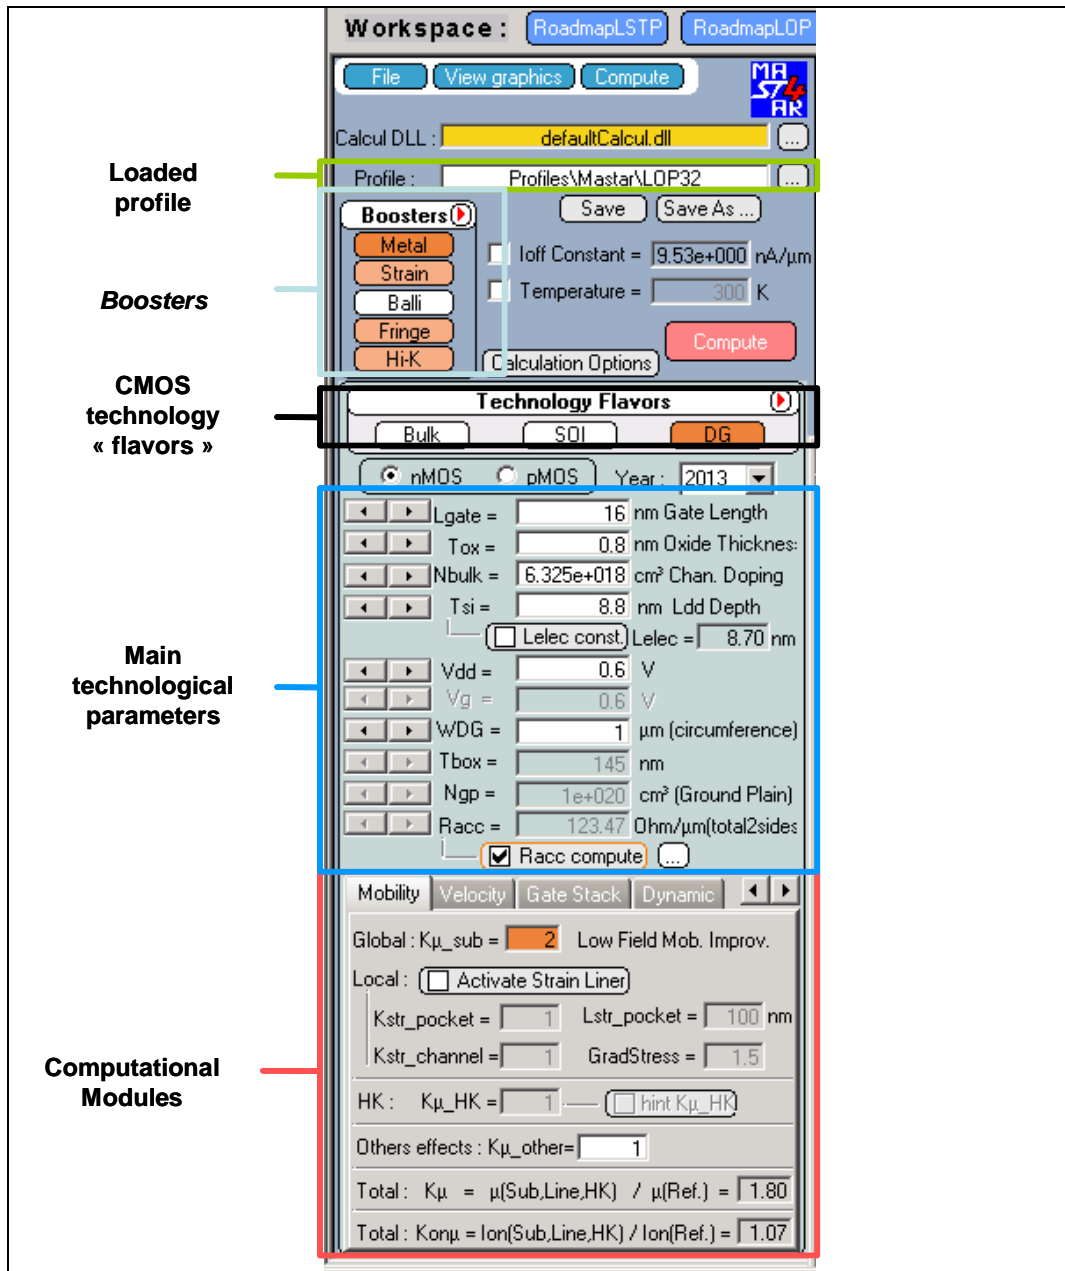 Workspace : RoadmapLSTP RoadmapLOP
File View graphics Compute
MA
ST4
AR
Calcul DLL : defaultCalcul.dll ...
Loaded
profile
Profile : Profiles\Mastar\LOP32 ...
Save Save As ...
Boosters
Boosters
Metal
Strain
Balli
Fringe
Hi-K
Ioff Constant = 9.53e+000 nA/µm
Temperature = 300 K
Compute
Calculation Options
CMOS
technology
« flavors »
Technology Flavors
Bulk SOI DG
nMOS pMOS Year : 2013
Main
technological
parameters
Lgate = 16 nm Gate Length
Tox = 0.8 nm Oxide Thicknes
Nbulk = 6.325e+018 cm³ Chan. Doping
Tsi = 8.8 nm Ldd Depth
Lelec const. Lelec = 8.70 nm
Vdd = 0.6 V
Vg = 0.6 V
WDG = 1 µm (circumference)
Tbox = 145 nm
Ngp = 1e+020 cm³ (Ground Plain)
Racc = 123.47 Ohm/µm(total2sides
Racc compute ...
Computational
Modules
Mobility Velocity Gate Stack Dynamic
Global : Kµ_sub = 2 Low Field Mob. Improv.
Local : Activate Strain Liner
Kstr_pocket = 1 Lstr_pocket = 100 nm
Kstr_channel = 1 GradStress = 1.5
HK : Kµ_HK = 1 hint Kµ_HK
Others effects : Kµ_other= 1
Total : Kµ = µ(Sub,Line,HK) / µ(Ref.) = 1.80
Total : Konµ = Ion(Sub,Line,HK) / Ion(Ref.) = 1.07